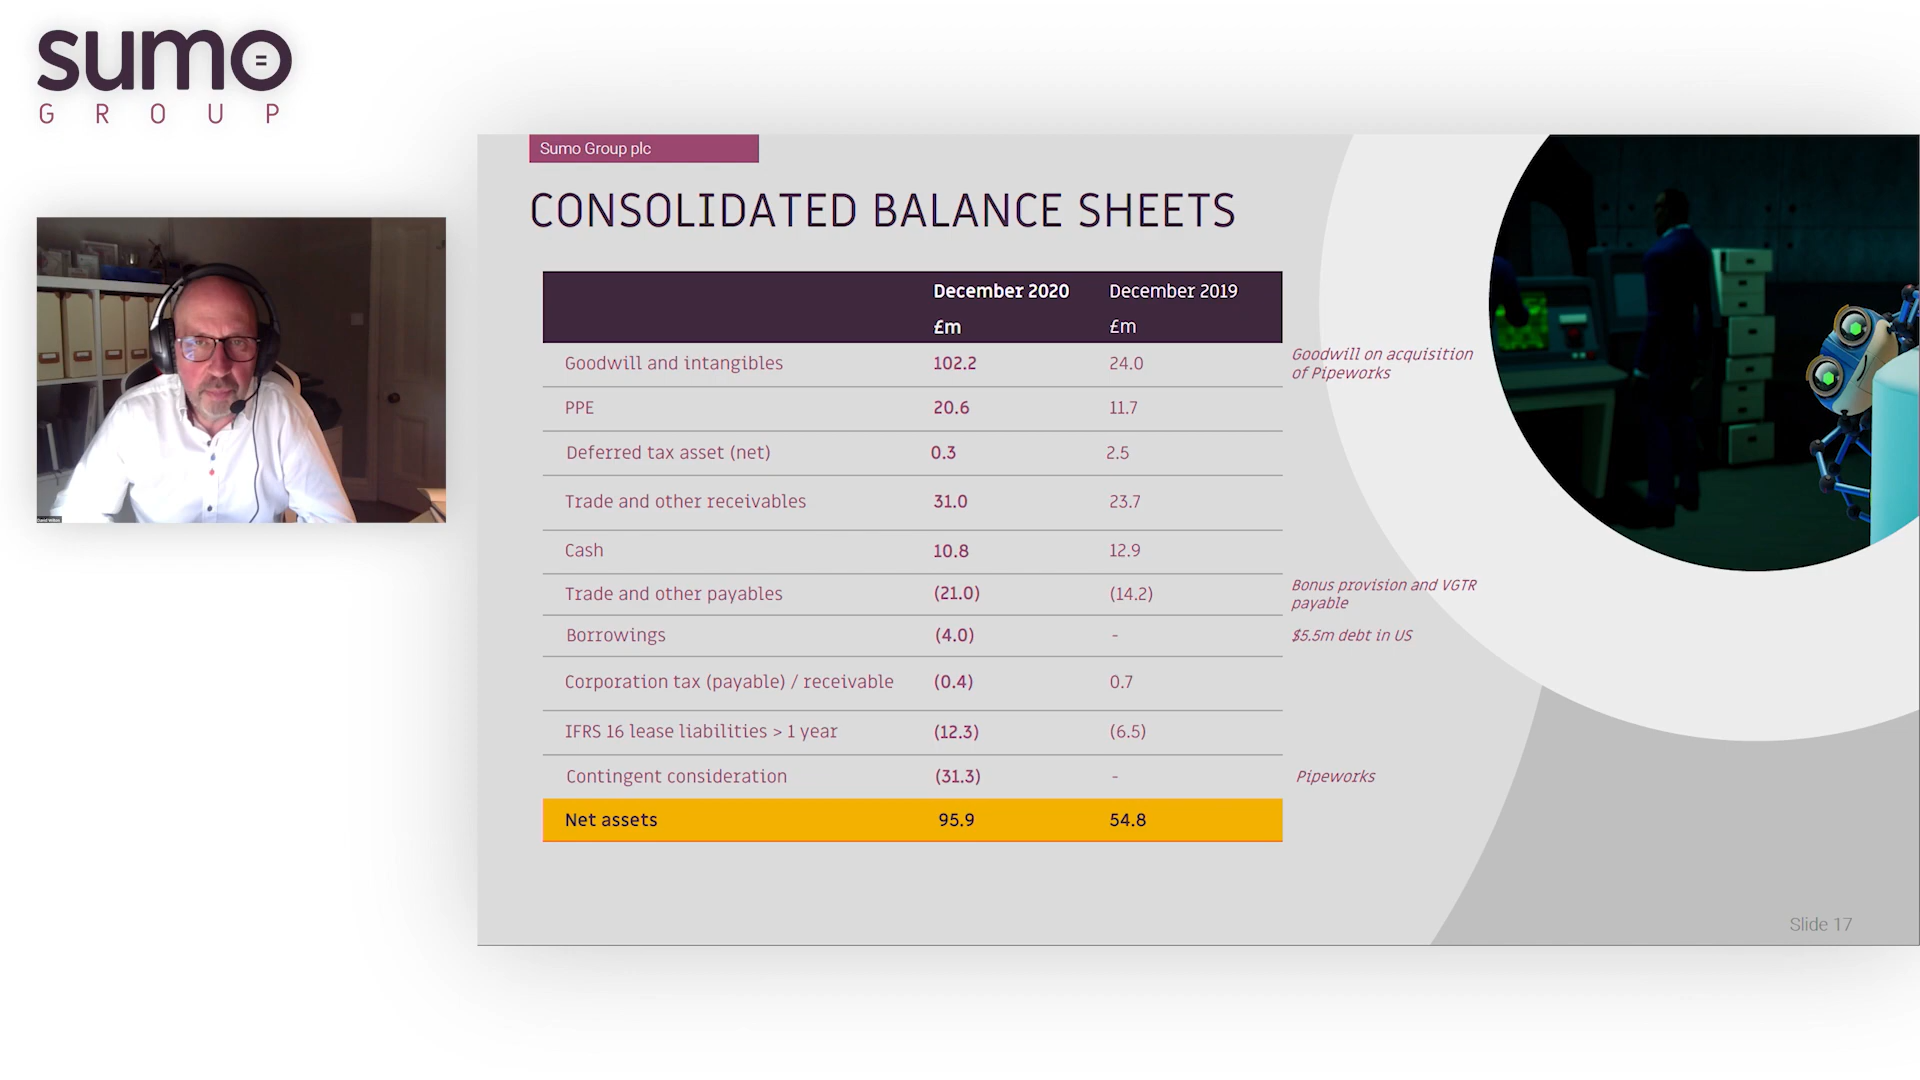 sumo
GROUP
David Wilton
Sumo Group plc
CONSOLIDATED BALANCE SHEETS
December 2020 December 2019
£m £m
Goodwill and intangibles 102.2 24.0 Goodwill on acquisition
of Pipeworks
PPE 20.6 11.7
Deferred tax asset (net) 0.3 2.5
Trade and other receivables 31.0 23.7
Cash 10.8 12.9
Trade and other payables (21.0) (14.2) Bonus provision and VGTR
payable
Borrowings (4.0) - $5.5m debt in US
Corporation tax (payable) / receivable (0.4) 0.7
IFRS 16 lease liabilities > 1 year (12.3) (6.5)
Contingent consideration (31.3) - Pipeworks
Net assets 95.9 54.8
Slide 17